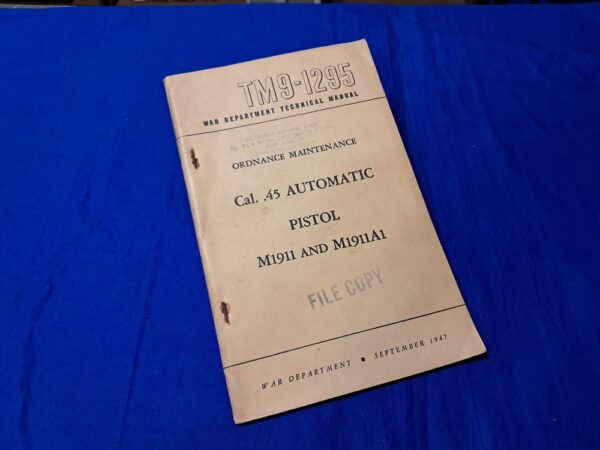 TM9-1295
WAR DEPARTMENT TECHNICAL MANUAL
ORDNANCE MAINTENANCE
Cal. .45 AUTOMATIC
PISTOL
M1911 AND M1911A1
FILE COPY
WAR DEPARTMENT • SEPTEMBER 1947